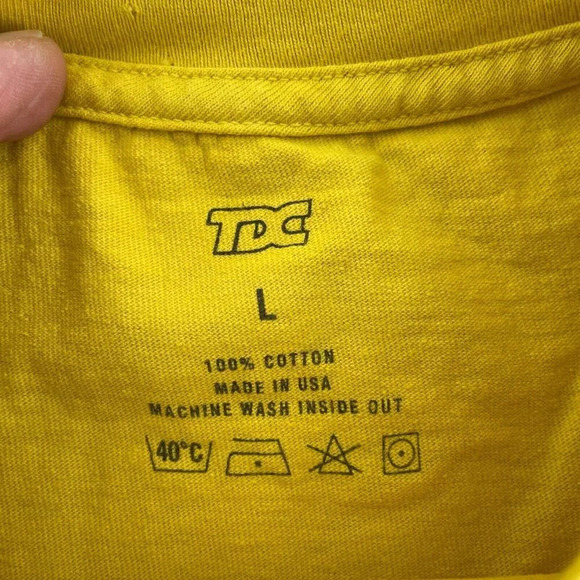 TDC
L
100% COTTON
MADE IN USA
MACHINE WASH INSIDE OUT
40°C